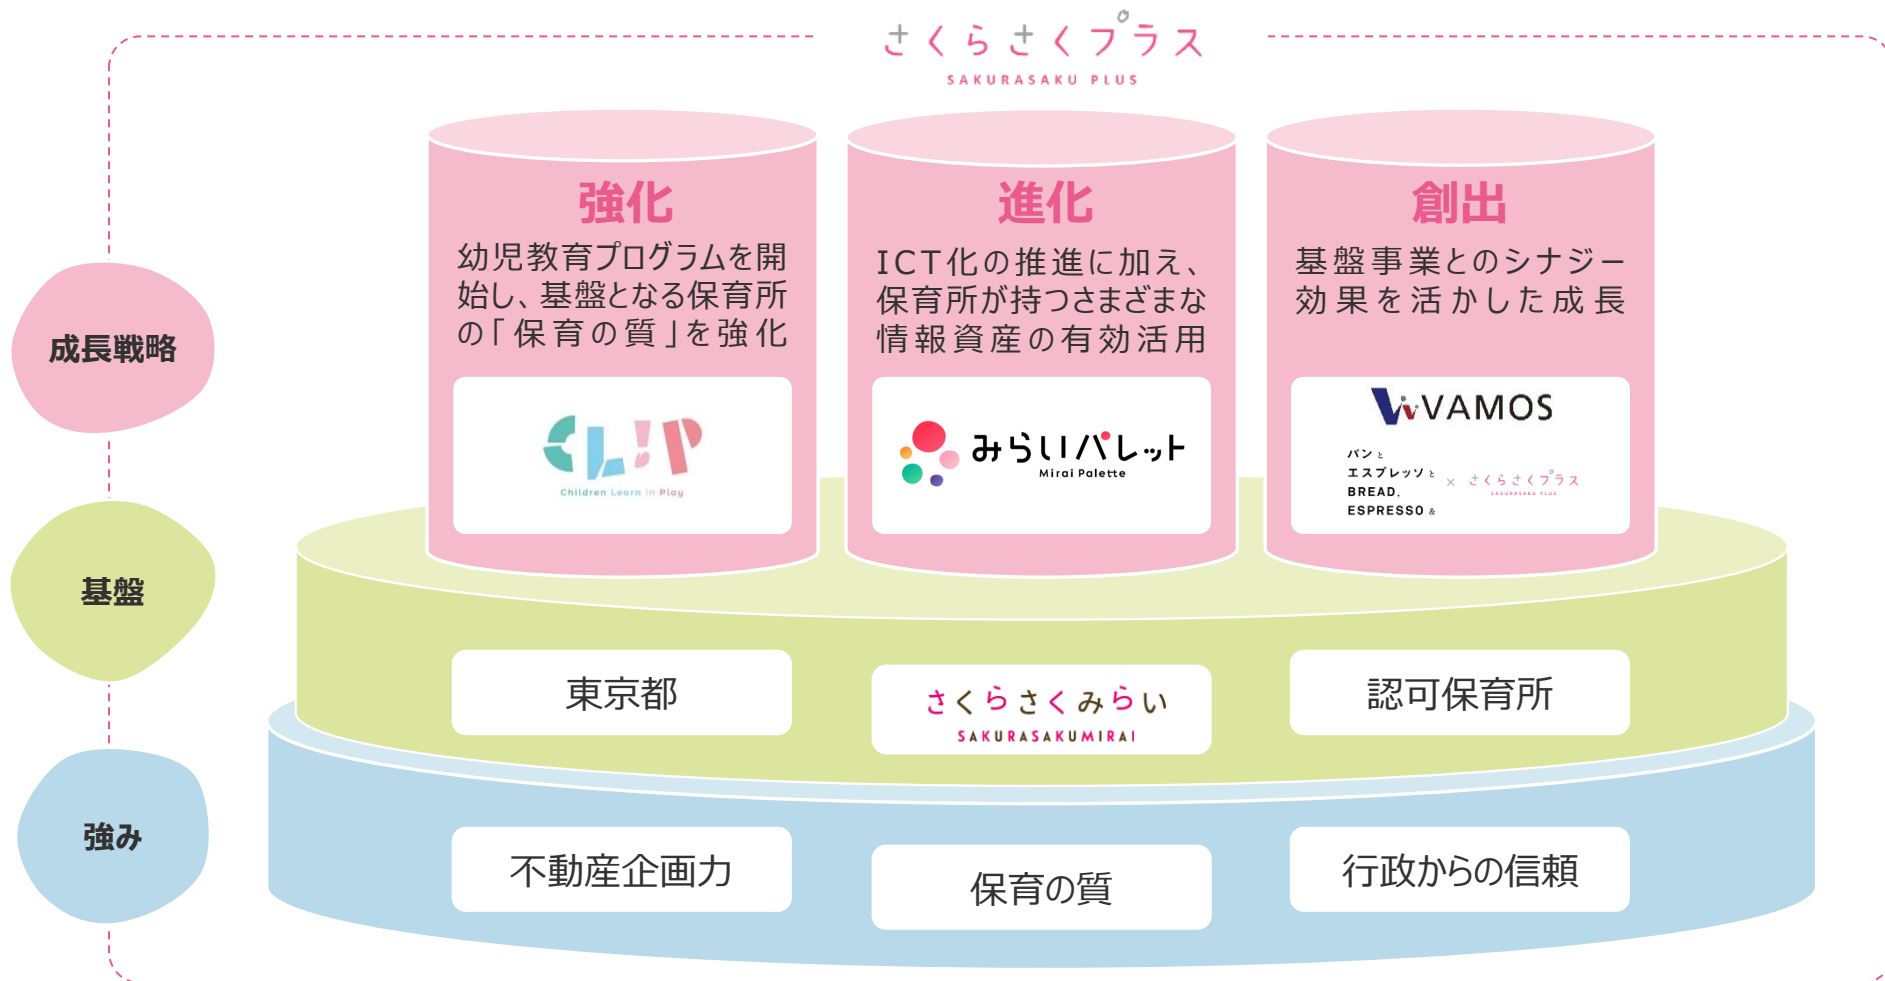 さくらさくプラス
SAKURASAKU PLUS
成長戦略
強化
幼児教育プログラムを開
始し、基盤となる保育所
の「保育の質」を強化
CLIP
Children Learn in Play
進化
ICT化の推進に加え、
保育所が持つさまざまな
情報資産の有効活用
みらいパレット
Mirai Palette
創出
基盤事業とのシナジー
効果を活かした成長
VAMOS
パンと
エスプレッソと
BREAD,
ESPRESSO &
×
さくらさくプラス
SAKURASAKU PLUS
基盤
東京都
さくらさくみらい
SAKURASAKUMIRAI
認可保育所
強み
不動産企画力
保育の質
行政からの信頼